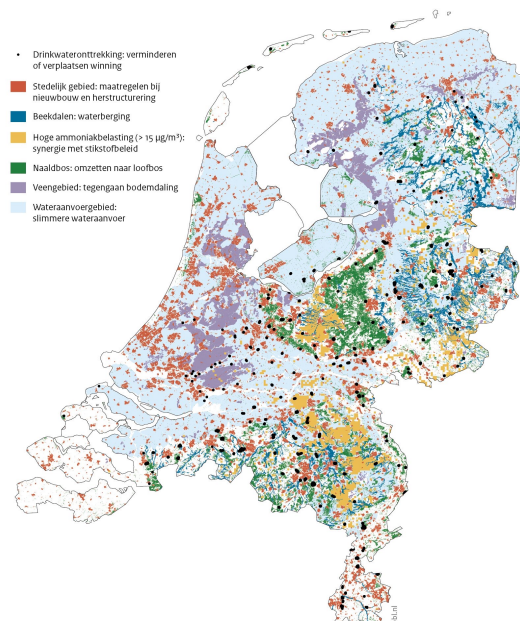 Drinkwateronttrekking: verminderen
of verplaatsen winning
Stedelijk gebied: maatregelen bij
nieuwbouw en herstructurering
Beekdalen: waterberging
Hoge ammoniakbelasting (> 15 µg/m³):
synergie met stikstofbeleid
Naaldbos: omzetten naar loofbos
Veengebied: tegengaan bodemdaling
Wateraanvoergebied:
slimmere wateraanvoer
bl.nl